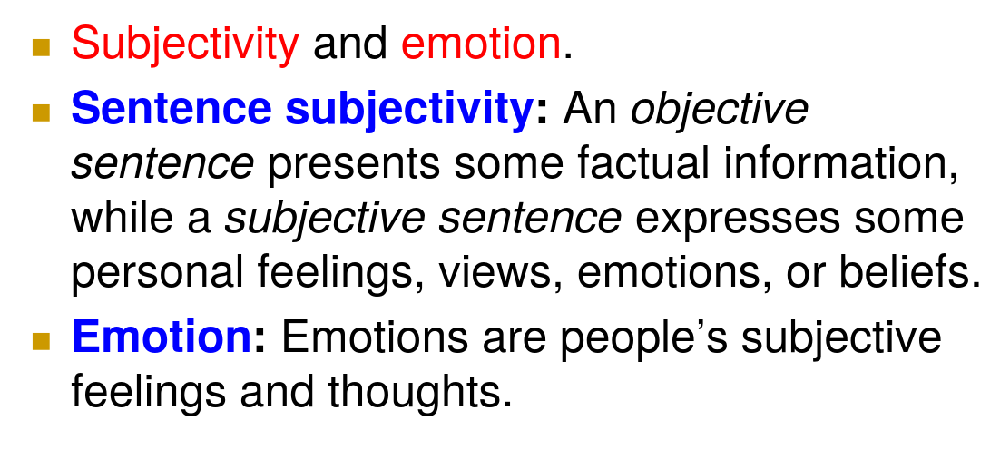 Subjectivity and emotion.
Sentence subjectivity: An objective
sentence presents some factual information,
while a subjective sentence expresses some
personal feelings, views, emotions, or beliefs.
Emotion: Emotions are people’s subjective
feelings and thoughts.